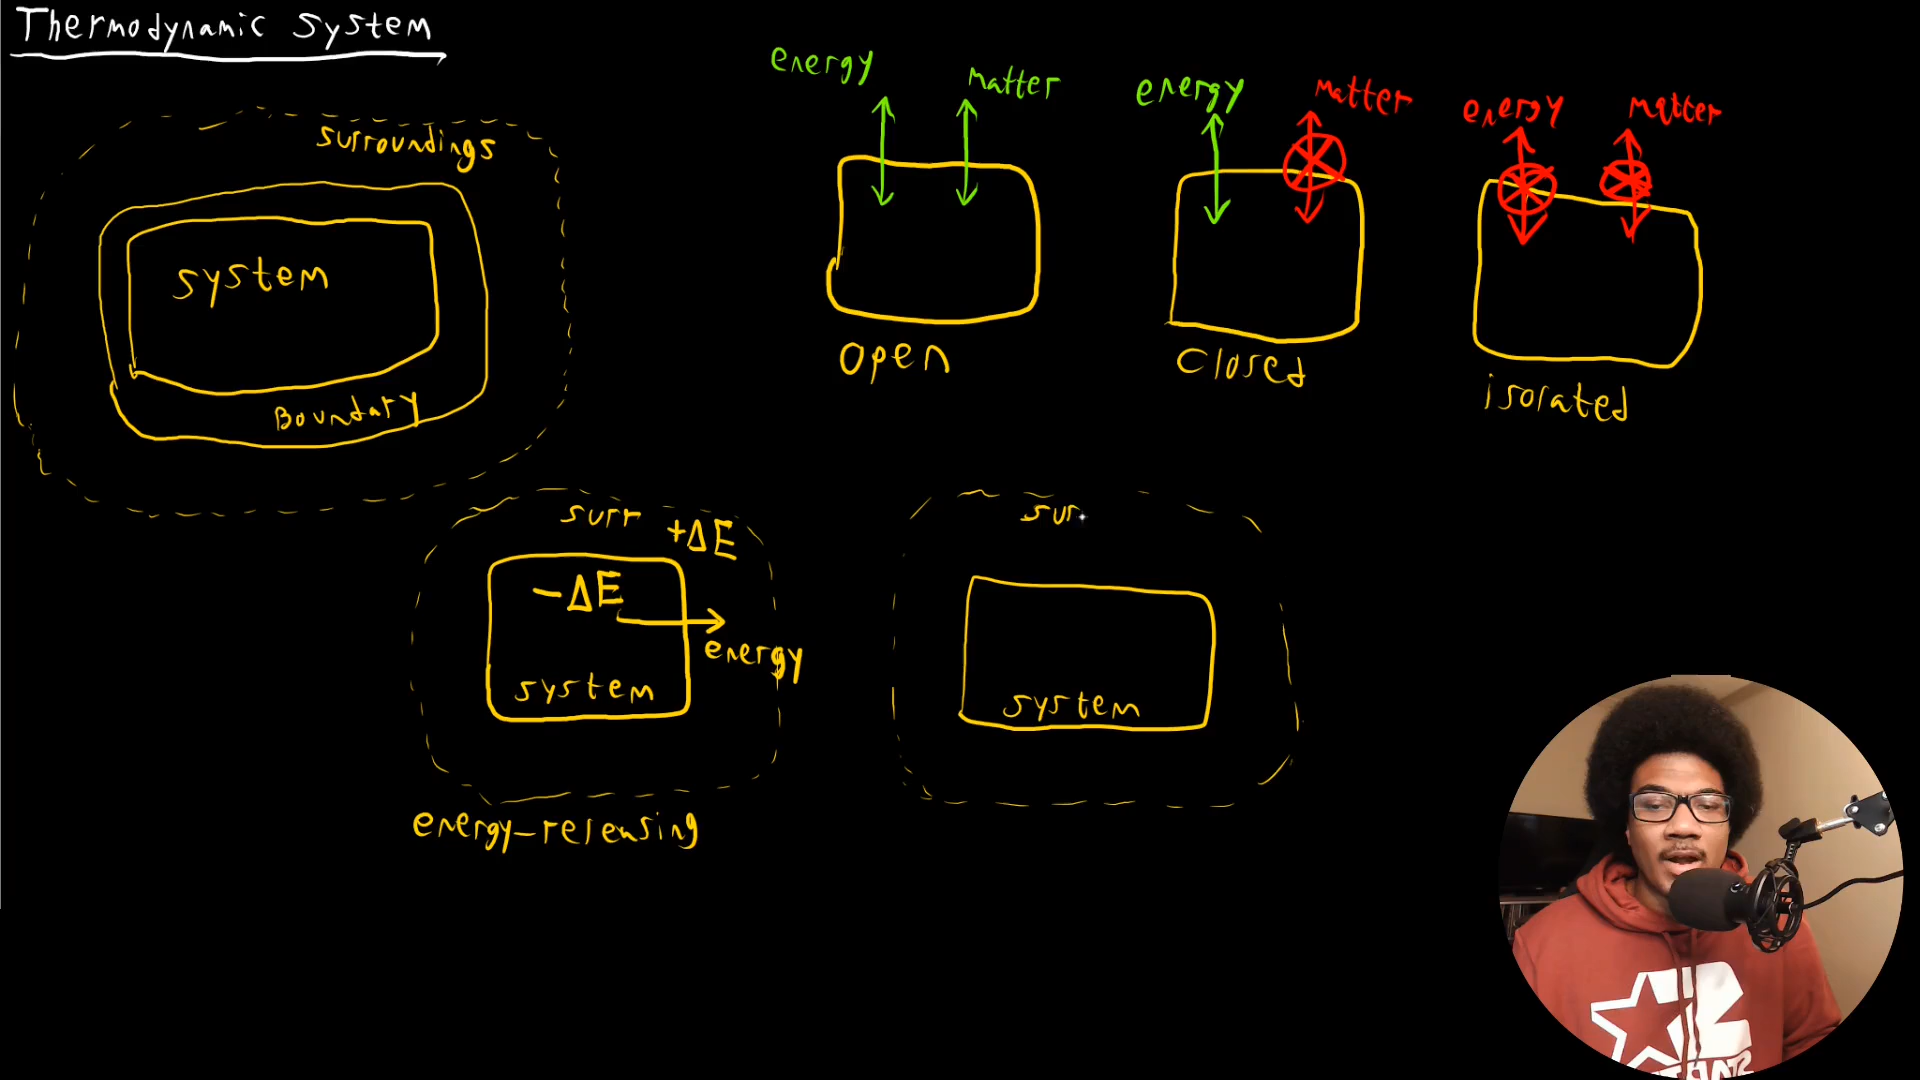 Thermodynamic System
surroundings
system
Boundary
energy
matter
open
energy
matter
closed
energy
matter
isolated
surr
+ΔE
-ΔE
energy
system
energy-releasing
sur
system